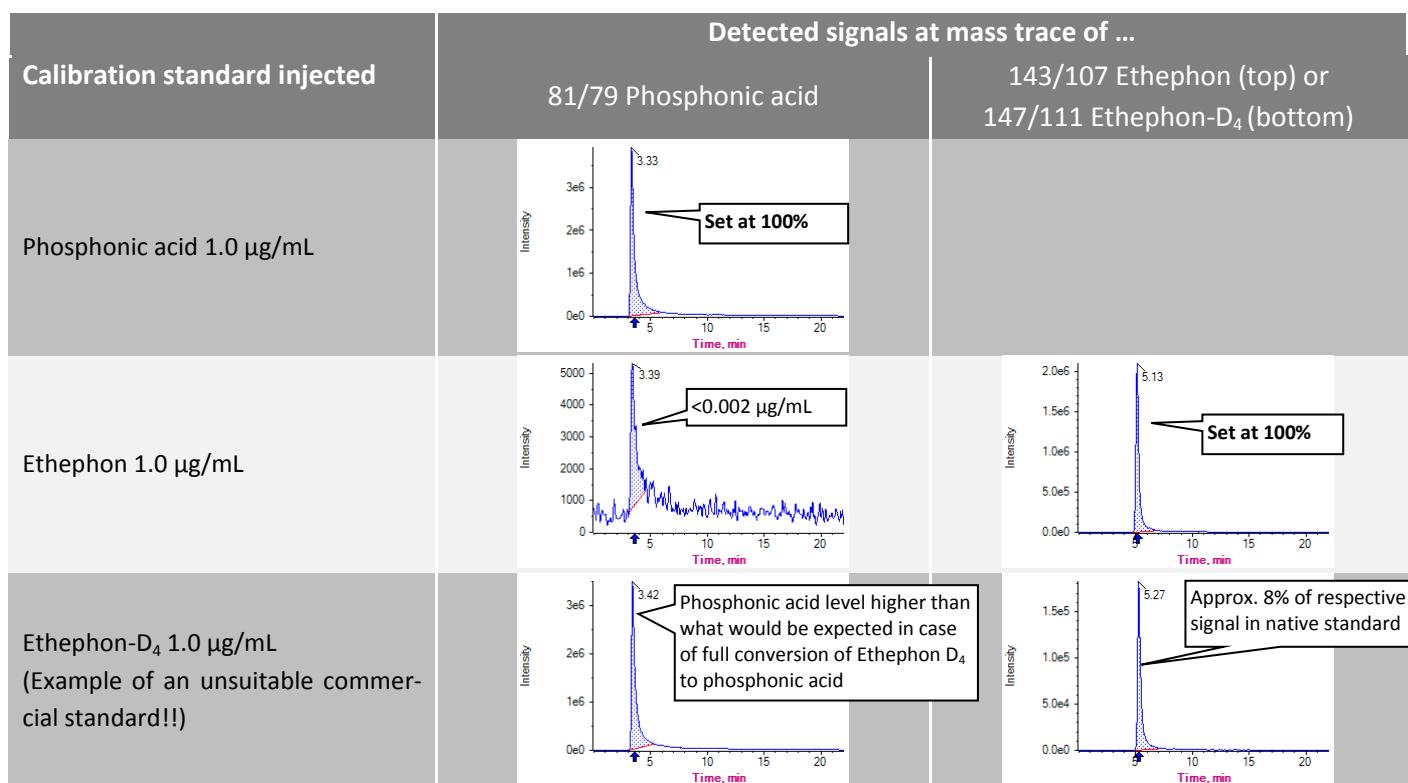 Detected signals at mass trace of …
Calibration standard injected
81/79 Phosphonic acid
143/107 Ethephon (top) or
147/111 Ethephon-D4 (bottom)
Phosphonic acid 1.0 µg/mL
3.33
Set at 100%
Intensity
3e6
2e6
1e6
0e0
5 10 15 20
Time, min
Ethephon 1.0 µg/mL
3.39
<0.002 µg/mL
Intensity
5000
4000
3000
2000
1000
0
5 10 15 20
Time, min
5.13
Set at 100%
Intensity
2.0e6
1.5e6
1.0e6
5.0e5
0.0e0
5 10 15 20
Time, min
Ethephon-D4 1.0 µg/mL
(Example of an unsuitable commer-
cial standard!!)
3.42
Phosphonic acid level higher than
what would be expected in case
of full conversion of Ethephon D4
to phosphonic acid
Intensity
3e6
2e6
1e6
0e0
5 10 15 20
Time, min
5.27
Approx. 8% of respective
signal in native standard
Intensity
1.5e5
1.0e5
5.0e4
0.0e0
5 10 15 20
Time, min